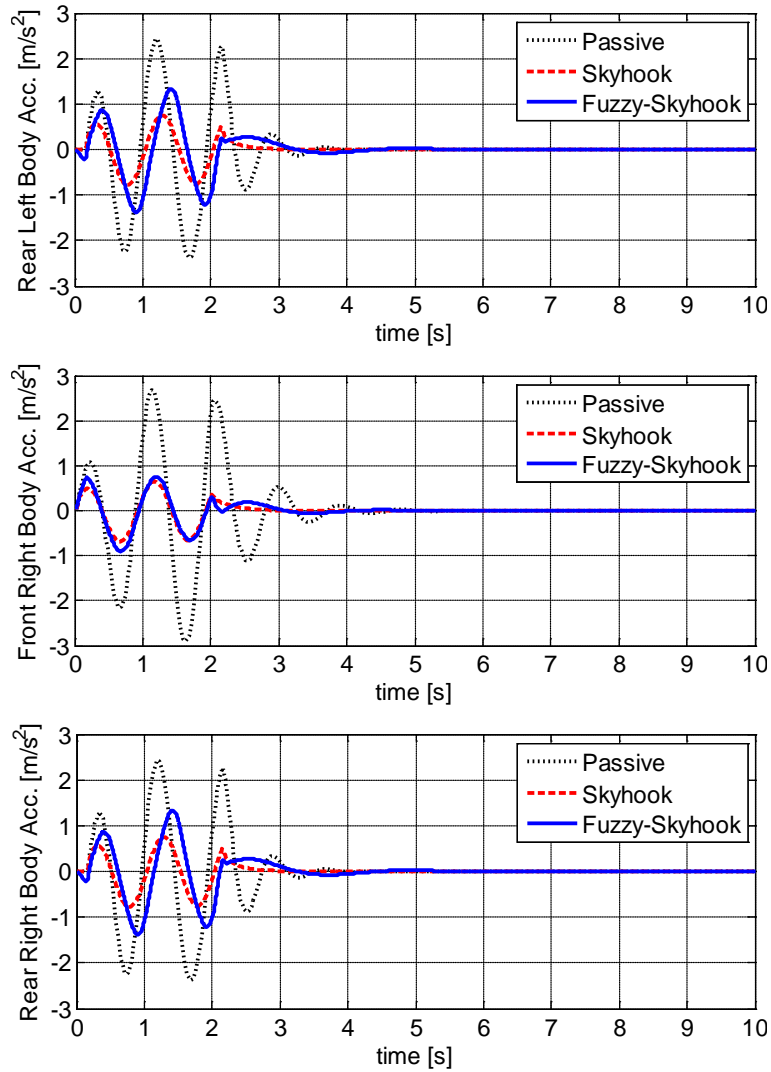 Rear Left Body Acc. [m/s²]
3
2
1
0
-1
-2
-3
Passive
Skyhook
Fuzzy-Skyhook
0 1 2 3 4 5 6 7 8 9 10
time [s]
Front Right Body Acc. [m/s²]
3
2
1
0
-1
-2
-3
Passive
Skyhook
Fuzzy-Skyhook
0 1 2 3 4 5 6 7 8 9 10
time [s]
Rear Right Body Acc. [m/s²]
3
2
1
0
-1
-2
-3
Passive
Skyhook
Fuzzy-Skyhook
0 1 2 3 4 5 6 7 8 9 10
time [s]